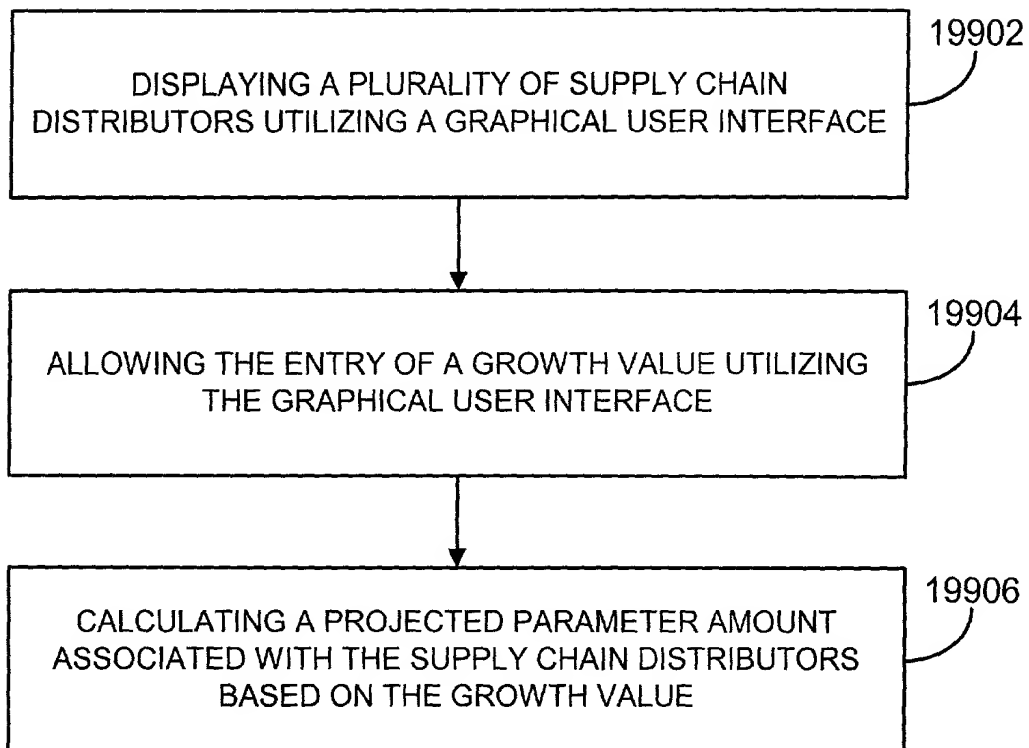 19902
DISPLAYING A PLURALITY OF SUPPLY CHAIN
DISTRIBUTORS UTILIZING A GRAPHICAL USER INTERFACE
19904
ALLOWING THE ENTRY OF A GROWTH VALUE UTILIZING
THE GRAPHICAL USER INTERFACE
19906
CALCULATING A PROJECTED PARAMETER AMOUNT
ASSOCIATED WITH THE SUPPLY CHAIN DISTRIBUTORS
BASED ON THE GROWTH VALUE